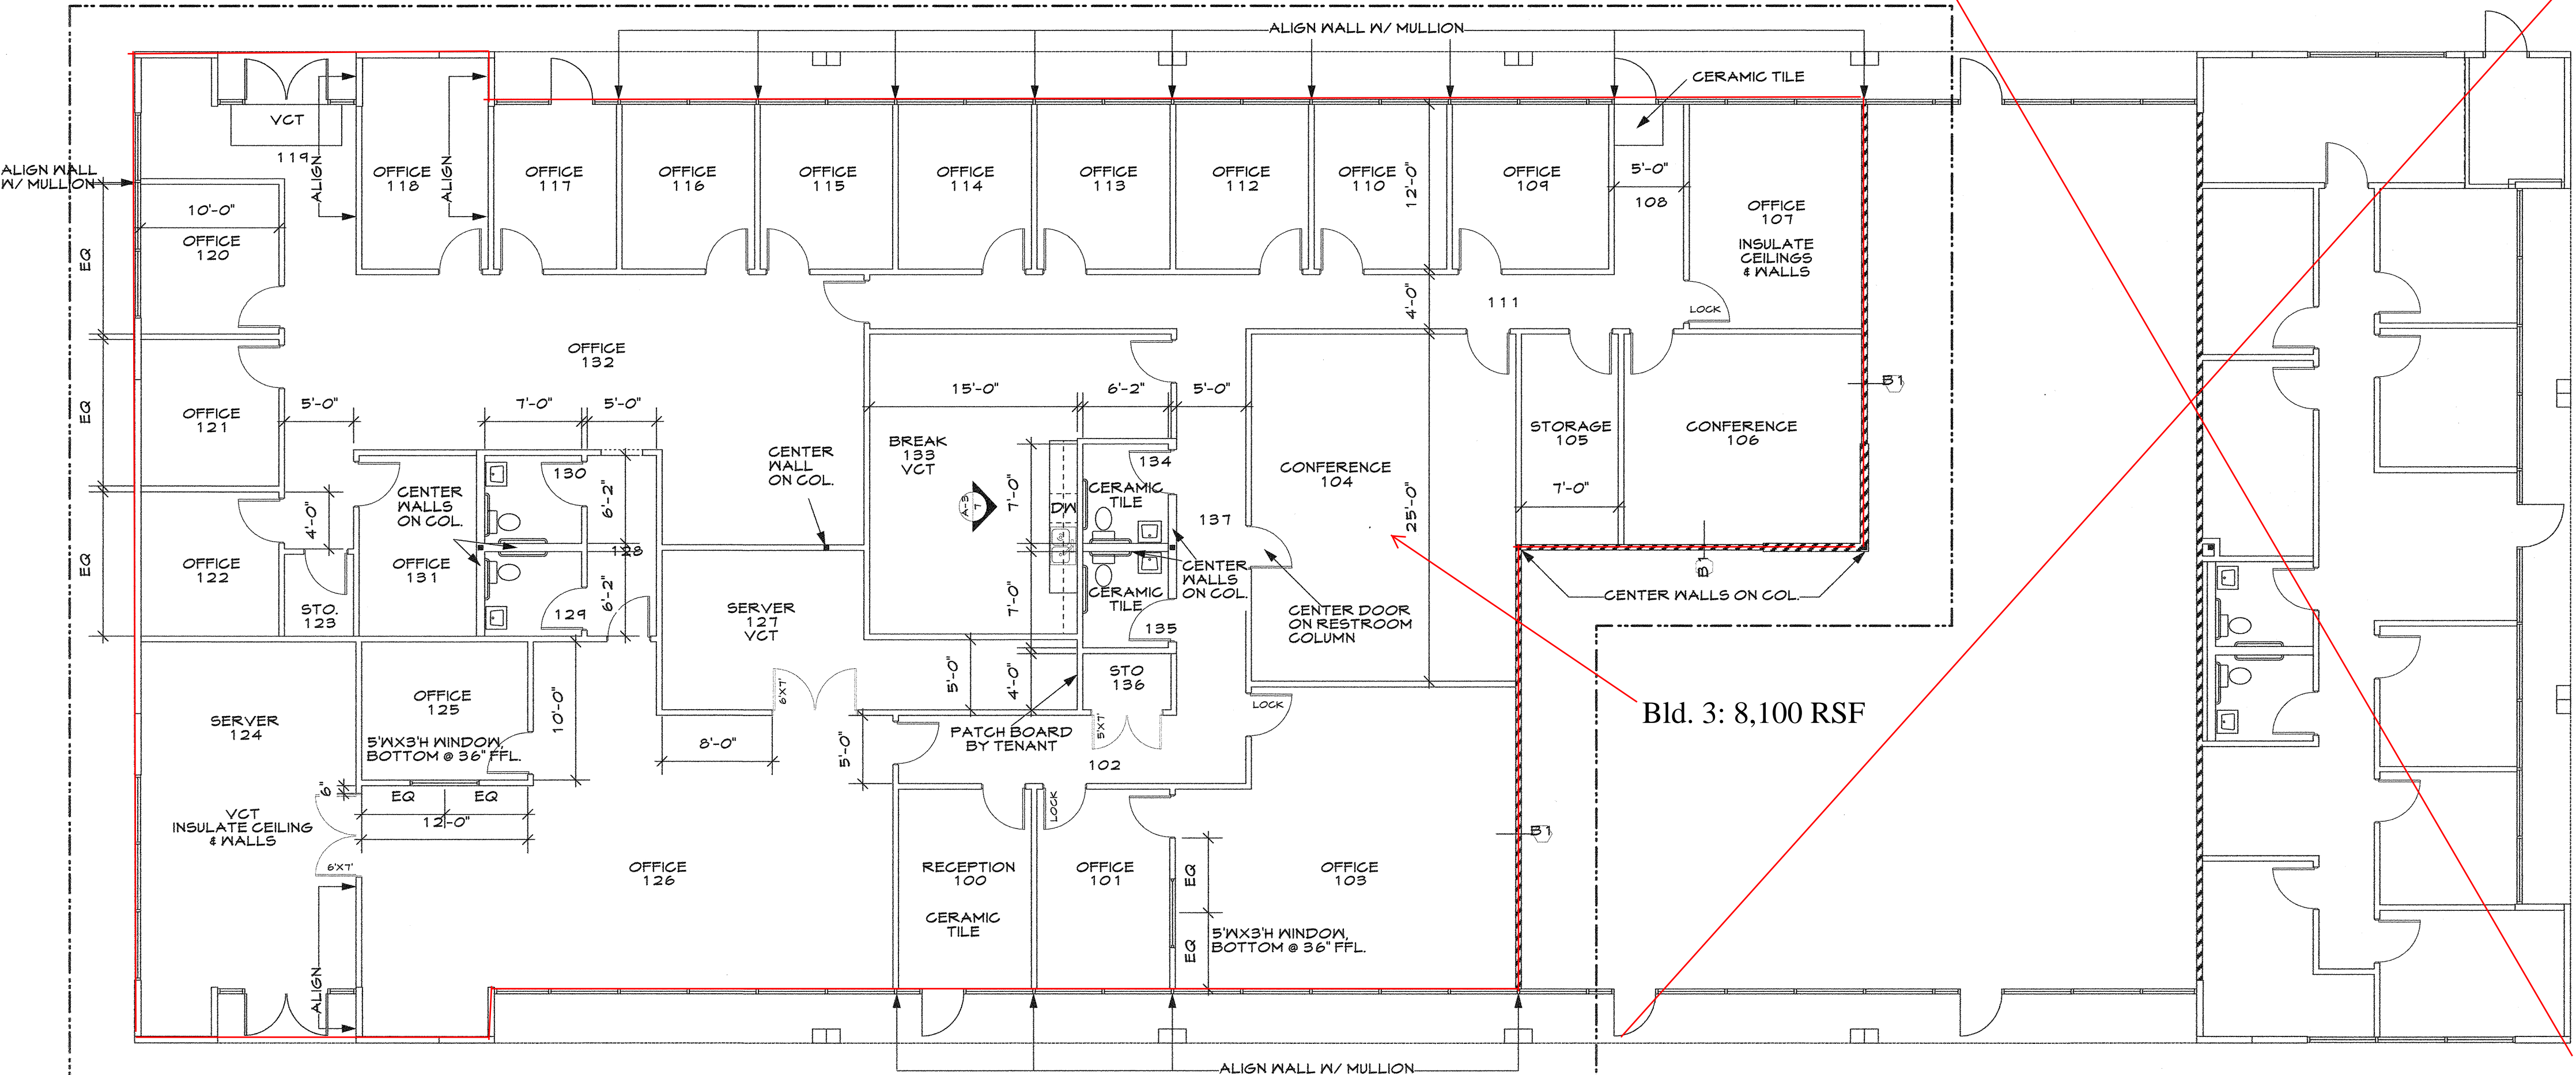 ALIGN WALL W/ MULLION
CERAMIC TILE
VCT
119
ALIGN
ALIGN
ALIGN WALL
W/ MULLION
OFFICE
118
OFFICE
117
OFFICE
116
OFFICE
115
OFFICE
114
OFFICE
113
OFFICE
112
OFFICE
110
12'-0"
OFFICE
109
5'-0"
108
OFFICE
107
INSULATE
CEILINGS
& WALLS
LOCK
10'-0"
OFFICE
120
EQ
4'-0"
111
OFFICE
132
EQ
OFFICE
121
5'-0"
7'-0"
5'-0"
15'-0"
6'-2"
5'-0"
B1
BREAK
133
VCT
CENTER
WALL
ON COL.
STORAGE
105
CONFERENCE
106
CONFERENCE
104
7'-0"
25'-0"
130
134
CERAMIC
TILE
7'-0"
DW
A-3
7
137
CENTER
WALLS
ON COL.
6'-2"
4'-0"
128
EQ
OFFICE
122
STO.
123
OFFICE
131
129
6'-2"
SERVER
127
VCT
7'-0"
CERAMIC
TILE
CENTER
WALLS
ON COL.
135
CENTER DOOR
ON RESTROOM
COLUMN
B1
CENTER WALLS ON COL.
5'-0"
4'-0"
STO
136
OFFICE
125
10'-0"
6'X7'
5'X7'
LOCK
Bld. 3: 8,100 RSF
SERVER
124
5'WX3'H WINDOW,
BOTTOM @ 36" FFL.
8'-0"
5'-0"
PATCH BOARD
BY TENANT
102
6"
EQ
EQ
12'-0"
VCT
INSULATE CEILING
& WALLS
6'X7'
LOCK
B1
OFFICE
126
RECEPTION
100
CERAMIC
TILE
OFFICE
101
EQ
OFFICE
103
EQ
5'WX3'H WINDOW,
BOTTOM @ 36" FFL.
ALIGN
ALIGN WALL W/ MULLION